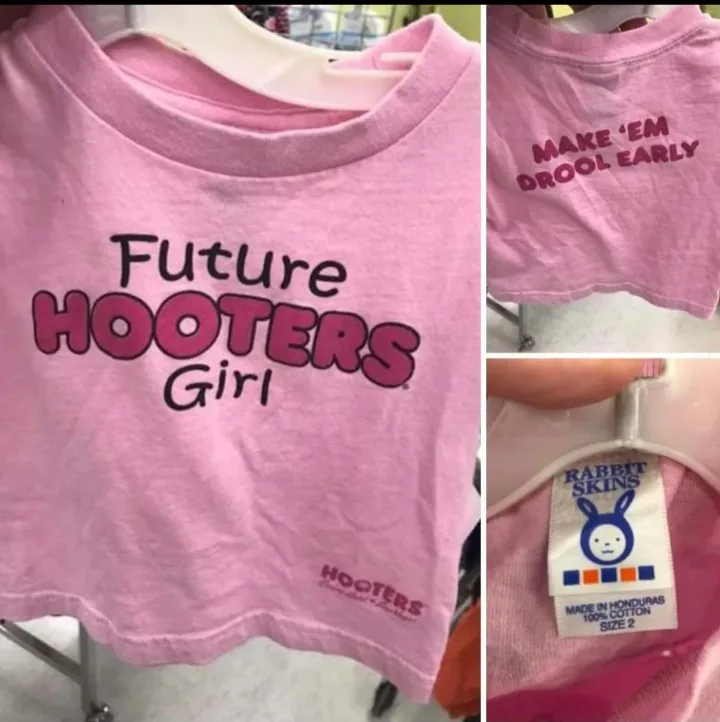 Future
HOOTERS
Girl
HOOTERS
MAKE 'EM
DROOL EARLY
RABBIT
SKINS
MADE IN HONDURAS
100% COTTON
SIZE 2